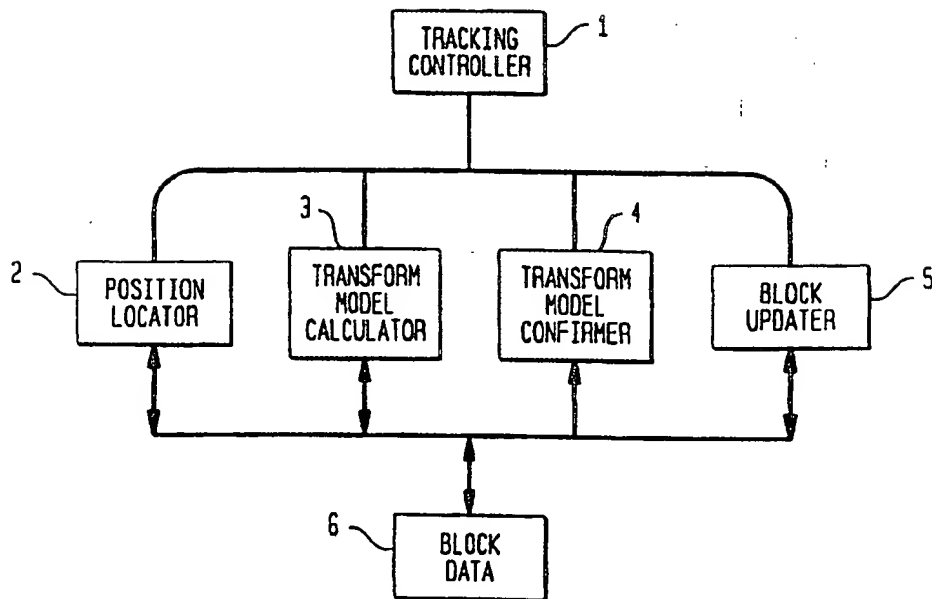 TRACKING
CONTROLLER
1
2
POSITION
LOCATOR
3
TRANSFORM
MODEL
CALCULATOR
4
TRANSFORM
MODEL
CONFIRMER
BLOCK
UPDATER
5
6
BLOCK
DATA